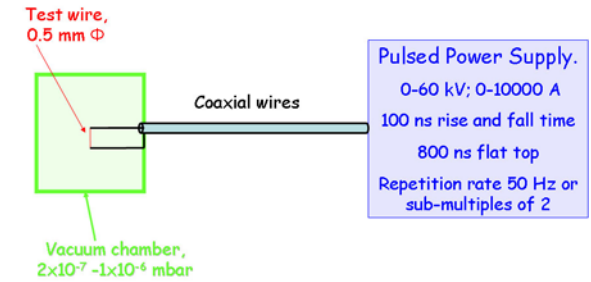 Test wire,
0.5 mm Φ
Coaxial wires
Pulsed Power Supply.
0-60 kV; 0-10000 A
100 ns rise and fall time
800 ns flat top
Repetition rate 50 Hz or
sub-multiples of 2
Vacuum chamber,
2x10⁻⁷ -1x10⁻⁶ mbar